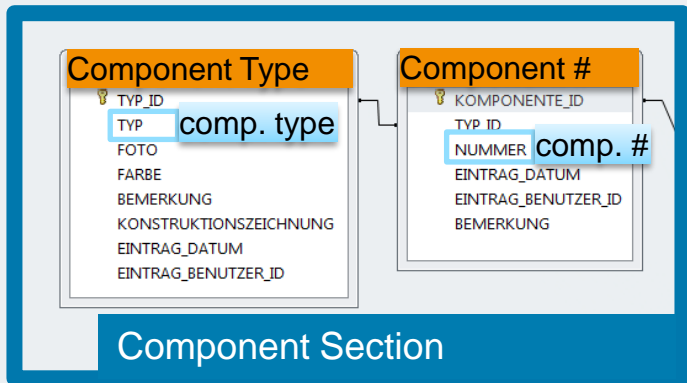 Component Type
TYP_ID
TYP
comp. type
FOTO
FARBE
BEMERKUNG
KONSTRUKTIONSZEICHNUNG
EINTRAG_DATUM
EINTRAG_BENUTZER_ID
Component #
KOMPONENTE_ID
TYP_ID
NUMMER
comp. #
EINTRAG_DATUM
EINTRAG_BENUTZER_ID
BEMERKUNG
Component Section